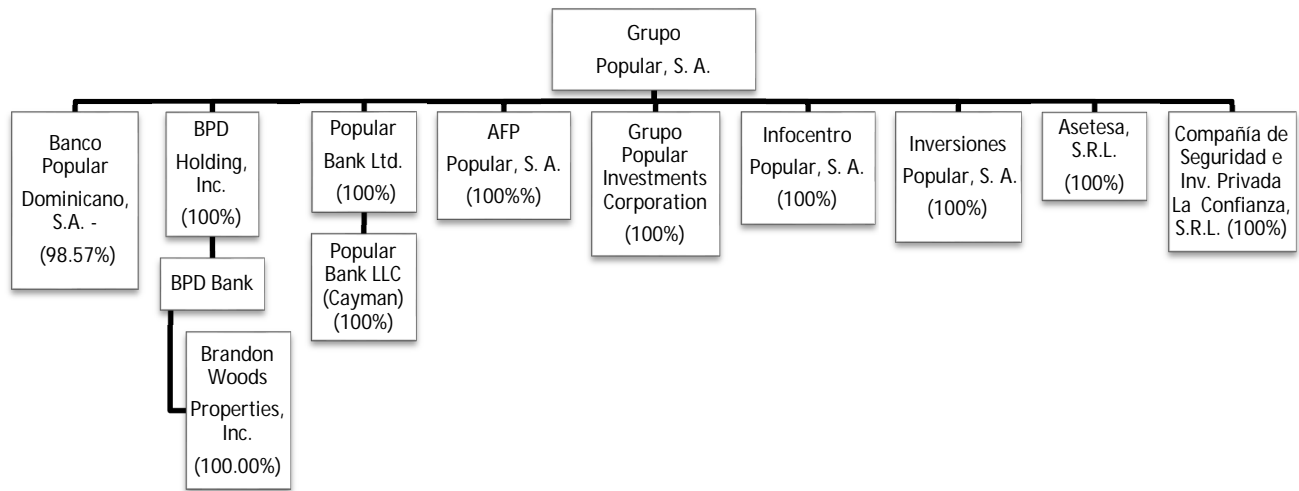 Grupo
Popular, S. A.
Banco
Popular
Dominicano,
S.A. -
(98.57%)
BPD
Holding,
Inc.
(100%)
BPD Bank
Brandon
Woods
Properties,
Inc.
(100.00%)
Popular
Bank Ltd.
(100%)
Popular
Bank LLC
(Cayman)
(100%)
AFP
Popular, S. A.
(100%%)
Grupo
Popular
Investments
Corporation
(100%)
Infocentro
Popular, S.A.
(100%)
Inversiones
Popular, S. A.
(100%)
Asetesa,
S.R.L.
(100%)
Compañía de
Seguridad e
Inv. Privada
La Confianza,
S.R.L. (100%)